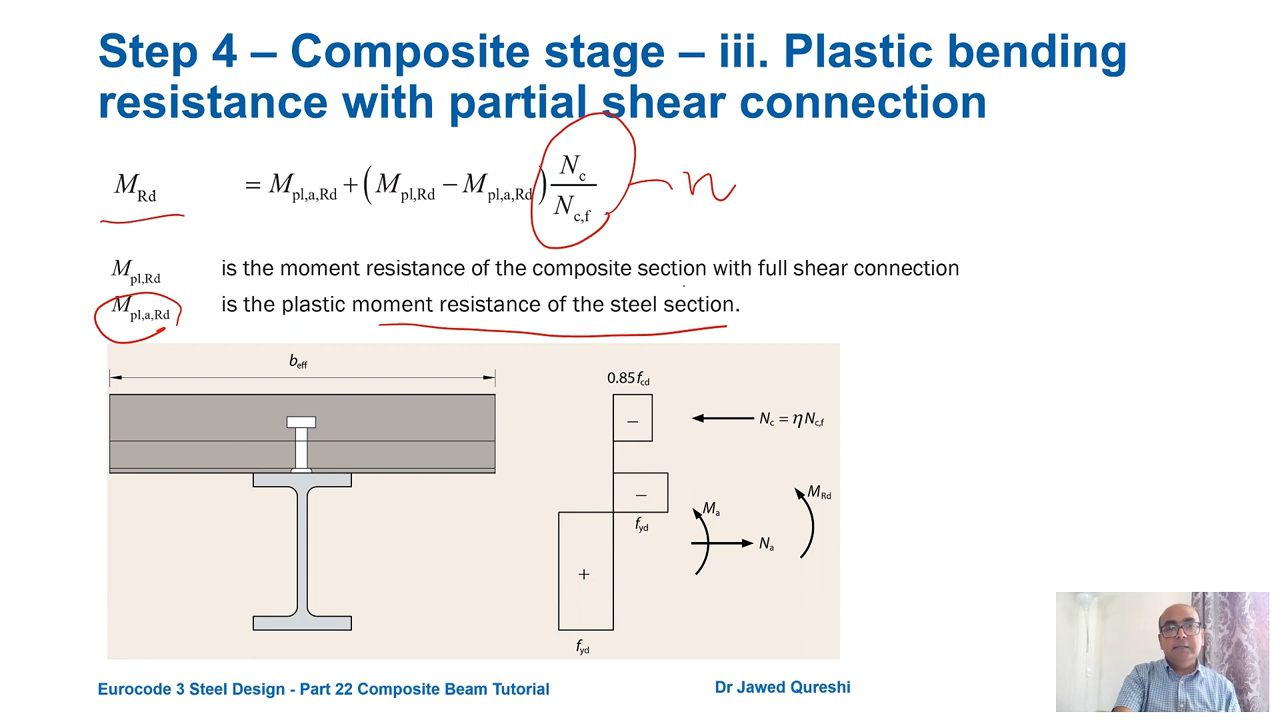 Step 4 – Composite stage – iii. Plastic bending
resistance with partial shear connection
M_Rd = M_pl,a,Rd + (M_pl,Rd − M_pl,a,Rd) N_c / N_c,f n
M_pl,Rd is the moment resistance of the composite section with full shear connection
M_pl,a,Rd is the plastic moment resistance of the steel section.
b_eff
0.85f_cd
−
N_c = ηN_c,f
−
M_Rd
M_a
f_yd
N_a
+
f_yd
Eurocode 3 Steel Design - Part 22 Composite Beam Tutorial
Dr Jawed Qureshi